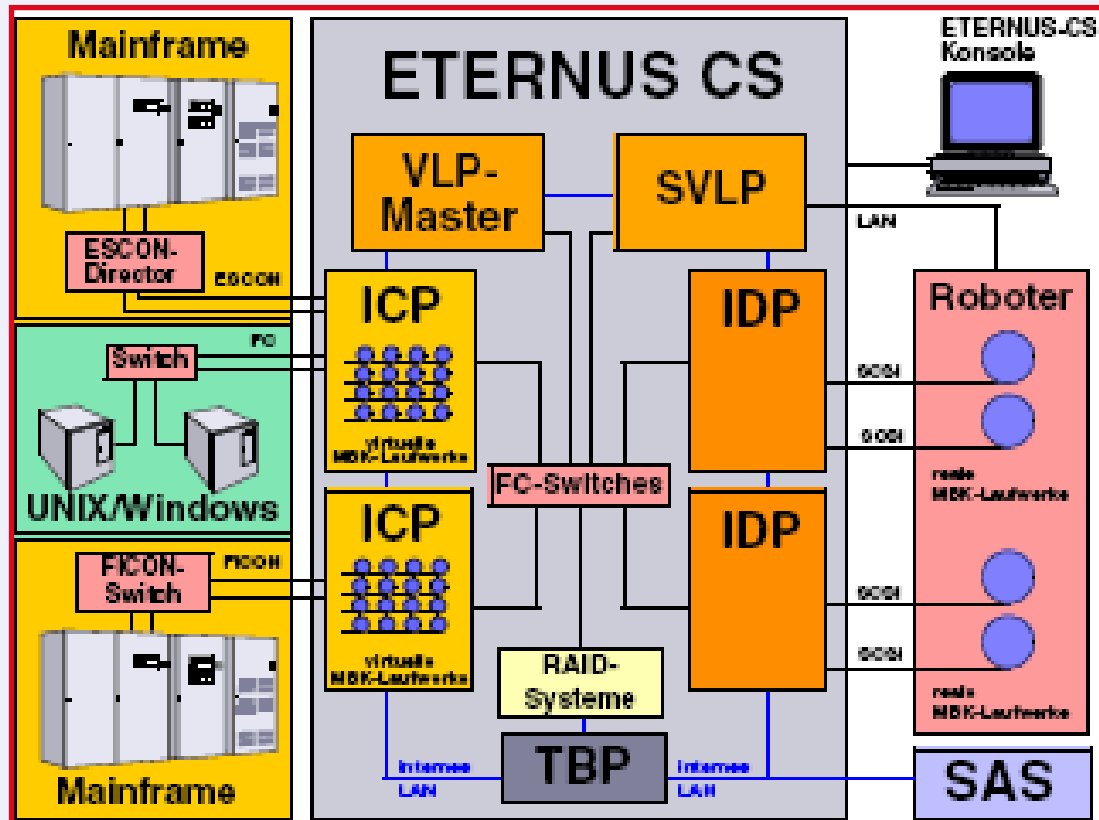 Mainframe
ESCON-
Director
ESCON
FC
Switch
UNIX/Windows
FICON-
Switch
FICON
Mainframe
ETERNUS CS
VLP-
Master
SVLP
ICP
virtuelle
MBK-Laufwerke
ICP
virtuelle
MBK-Laufwerke
FC-Switches
IDP
IDP
RAID-
Systeme
TBP
Internes
LAN
Internes
LAN
ETERNUS-CS
Konsole
LAN
Roboter
SCSI
SCSI
reale
MBK-Laufwerke
SCSI
SCSI
reale
MBK-Laufwerke
SAS